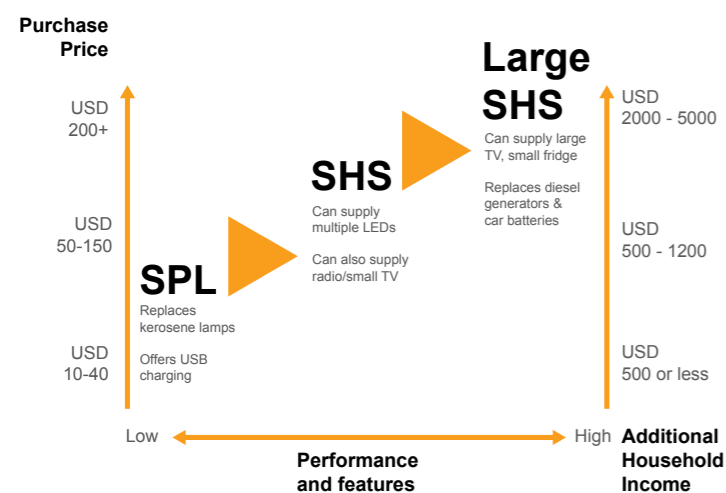 Purchase
Price
USD
200+
USD
50-150
USD
10-40
SPL
Replaces
kerosene lamps
Offers USB
charging
SHS
Can supply
multiple LEDs
Can also supply
radio/small TV
Large
SHS
Can supply large
TV, small fridge
Replaces diesel
generators &
car batteries
USD
2000 - 5000
USD
500 - 1200
USD
500 or less
Low
High
Performance
and features
Additional
Household
Income